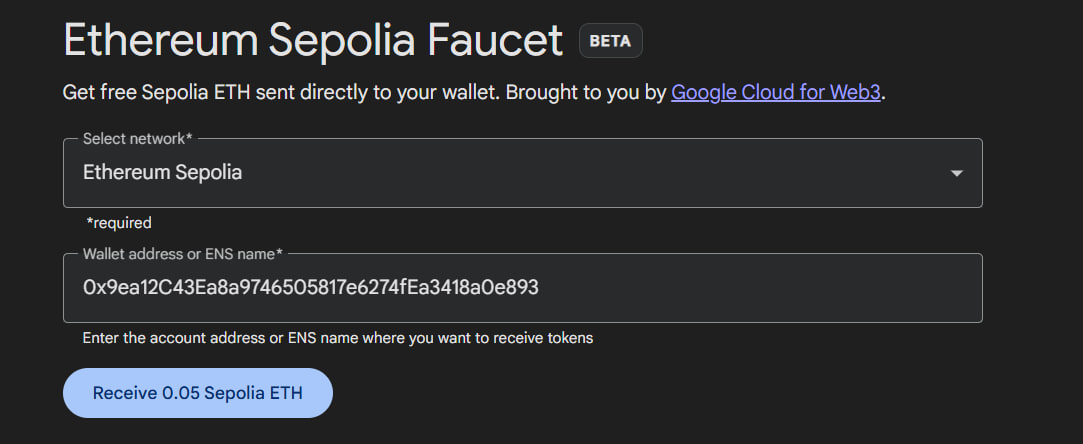 Ethereum Sepolia Faucet BETA
Get free Sepolia ETH sent directly to your wallet. Brought to you by Google Cloud for Web3.
Select network*
Ethereum Sepolia
*required
Wallet address or ENS name*
0x9ea12C43Ea8a9746505817e6274fEa3418a0e893
Enter the account address or ENS name where you want to receive tokens
Receive 0.05 Sepolia ETH